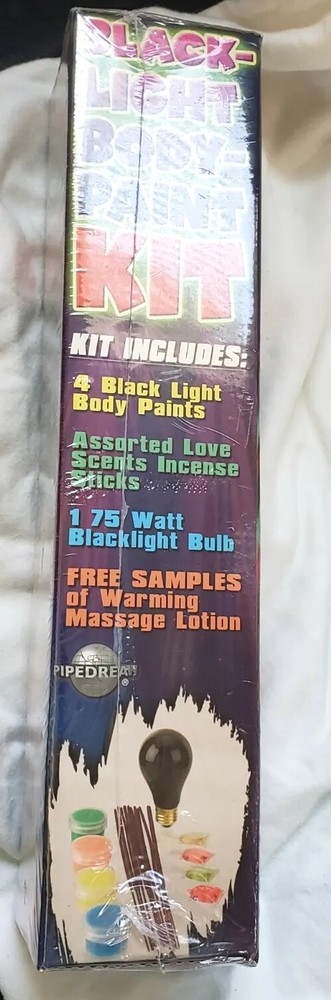 BLACK-
LIGHT
BODY-
PAINT
KIT
KIT INCLUDES:
4 Black Light
Body Paints
Assorted Love
Scents Incense
Sticks
1 75 Watt
Blacklight Bulb
FREE SAMPLES
of Warming
Massage Lotion
PIPEDREAM
®